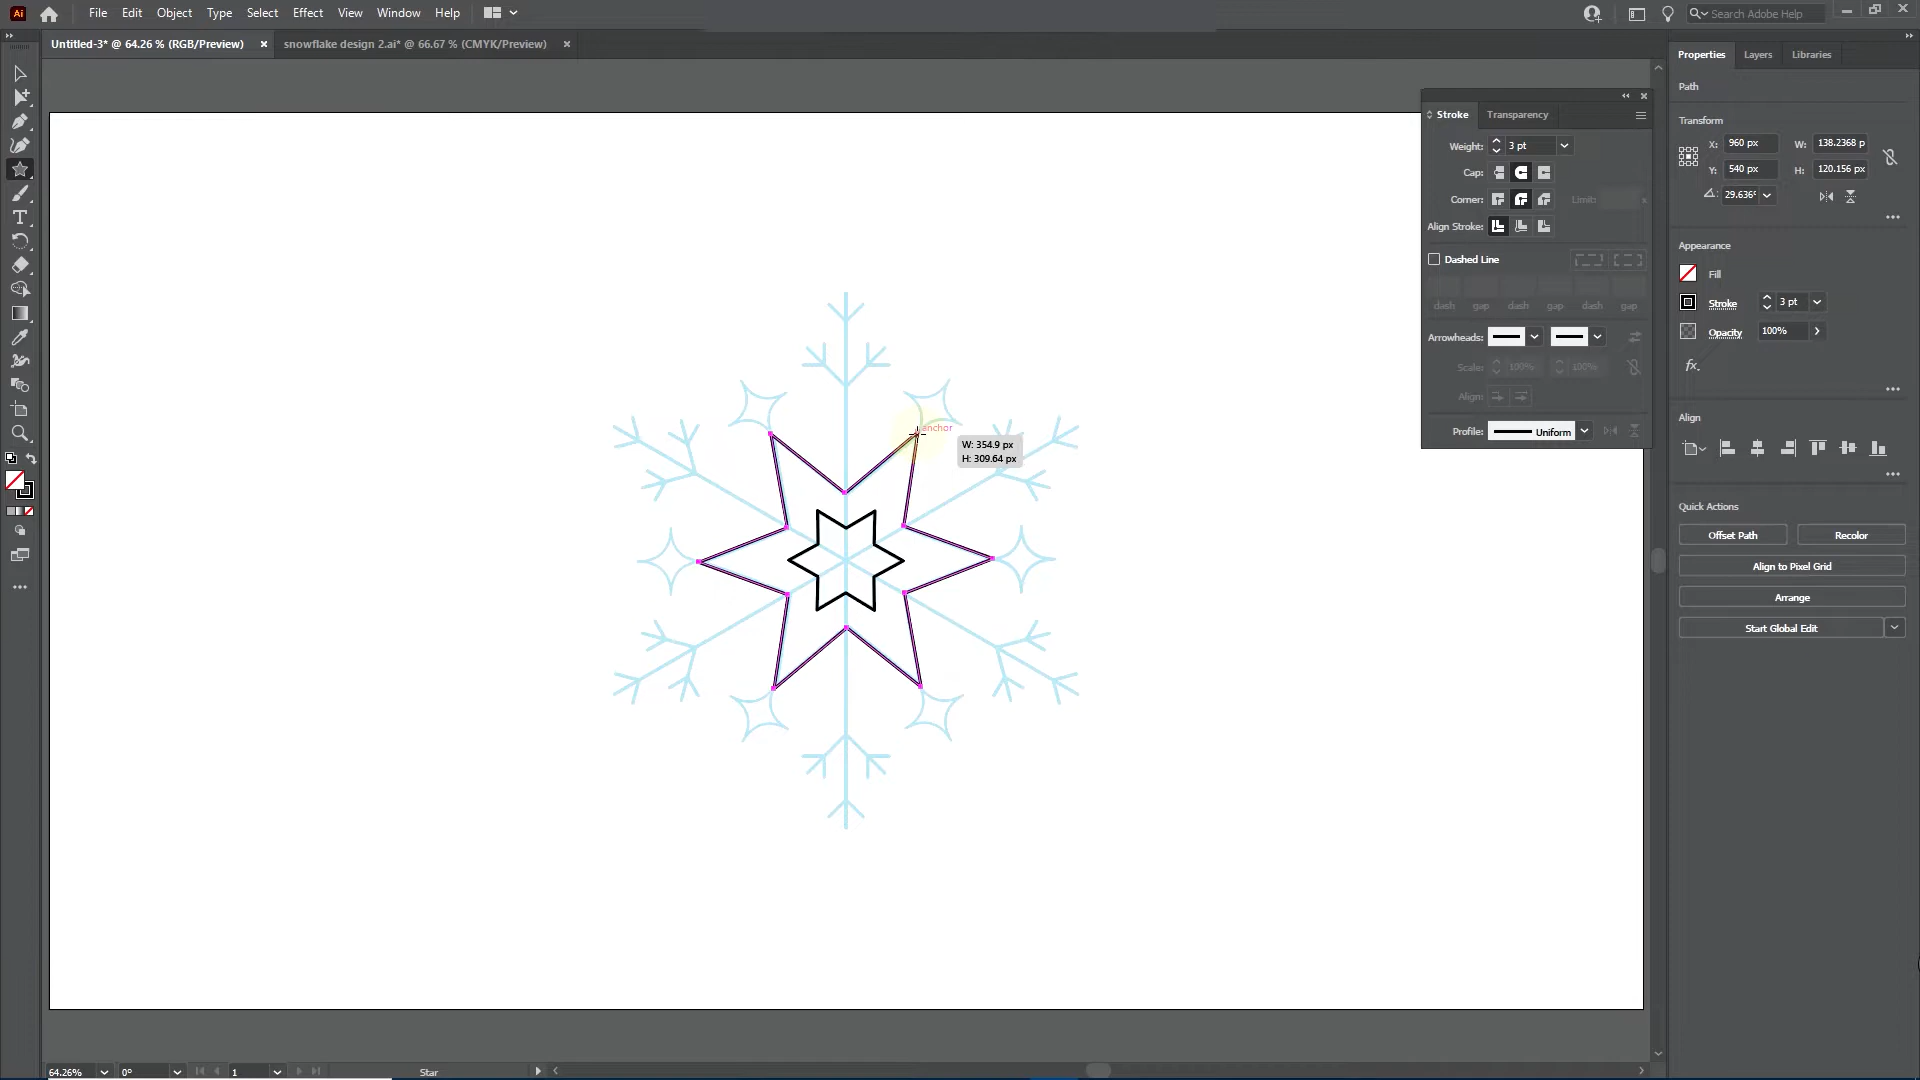 Ai File Edit Object Type Select Effect View Window Help Search Adobe Help
Untitled-3* @ 64.26 % (RGB/Preview) × snowflake design 2.ai* @ 66.67 % (CMYK/Preview) ×
Properties Layers Libraries
Path
Transform
X: 960 px W: 138.2368 p
Y: 540 px H: 120.156 px
29.636°
Appearance
Fill
Stroke 3 pt
Opacity 100%
fx.
Align
Quick Actions
Offset Path Recolor
Align to Pixel Grid
Arrange
Start Global Edit
Stroke Transparency
Weight: 3 pt
Cap:
Corner: Limit:
Align Stroke:
Dashed Line
dash gap dash gap dash gap
Arrowheads:
Scale: 100% 100%
Align:
Profile: Uniform
anchor
W: 354.9 px
H: 309.64 px
64.26% 0° 1 Star